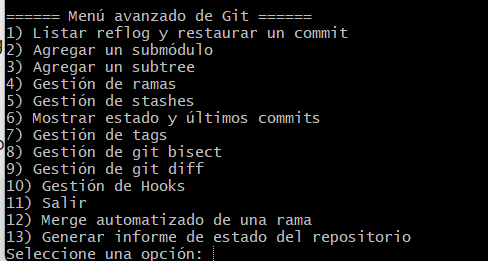 ====== Menú avanzado de Git ======
1) Listar reflog y restaurar un commit
2) Agregar un submódulo
3) Agregar un subtree
4) Gestión de ramas
5) Gestión de stashes
6) Mostrar estado y últimos commits
7) Gestión de tags
8) Gestión de git bisect
9) Gestión de git diff
10) Gestión de Hooks
11) Salir
12) Merge automatizado de una rama
13) Generar informe de estado del repositorio
Seleccione una opción: